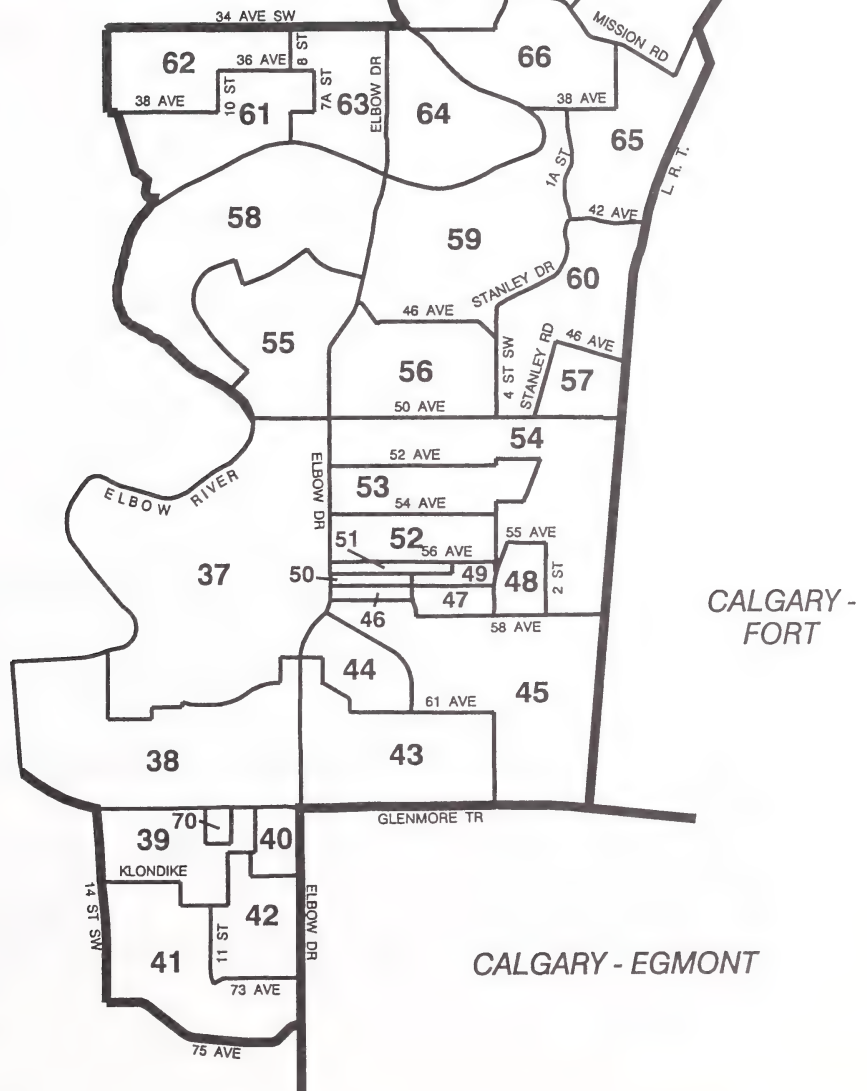 34 AVE SW
MISSION RD
62
36 AVE
8 ST
66
38 AVE
10 ST
61
7A ST
63
ELBOW DR
64
38 AVE
65
1A ST
L. R. T.
42 AVE
58
59
60
STANLEY DR
46 AVE
55
56
4 ST SW
STANLEY RD
46 AVE
57
50 AVE
54
52 AVE
ELBOW RIVER
ELBOW DR
53
54 AVE
51
52
56 AVE
55 AVE
37
50
49
48
2 ST
47
46
58 AVE
CALGARY -
FORT
44
45
61 AVE
38
43
GLENMORE TR
70
39
40
KLONDIKE
14 ST SW
11 ST
42
ELBOW DR
41
CALGARY - EGMONT
73 AVE
75 AVE